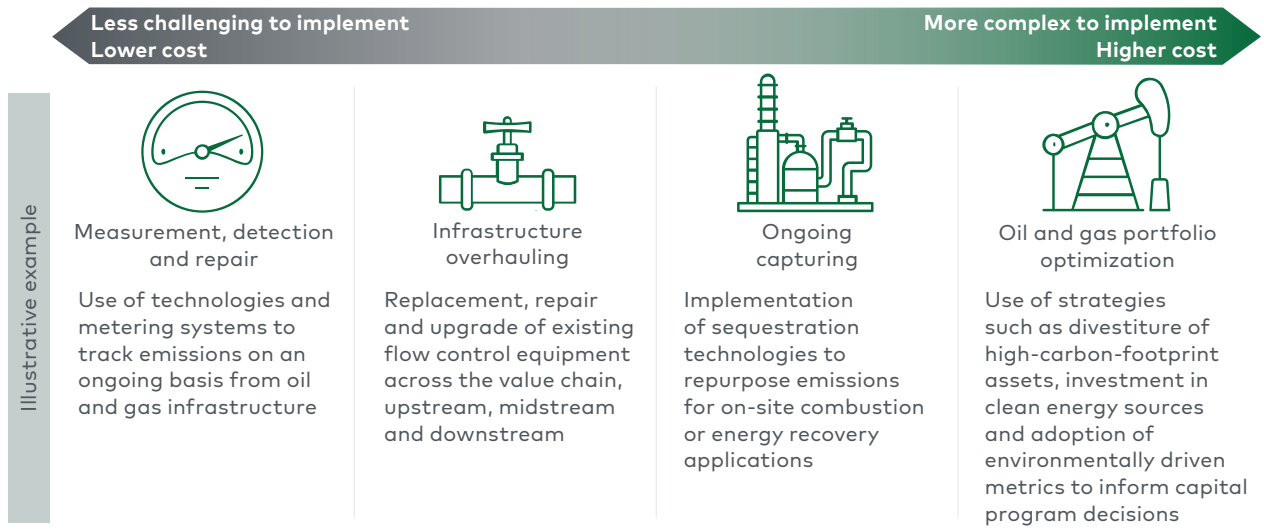 Less challenging to implement
Lower cost
More complex to implement
Higher cost
Illustrative example
Measurement, detection
and repair
Use of technologies and
metering systems to
track emissions on an
ongoing basis from oil
and gas infrastructure
Infrastructure
overhauling
Replacement, repair
and upgrade of existing
flow control equipment
across the value chain,
upstream, midstream
and downstream
Ongoing
capturing
Implementation
of sequestration
technologies to
repurpose emissions
for on-site combustion
or energy recovery
applications
Oil and gas portfolio
optimization
Use of strategies
such as divestiture of
high-carbon-footprint
assets, investment in
clean energy sources
and adoption of
environmentally driven
metrics to inform capital
program decisions